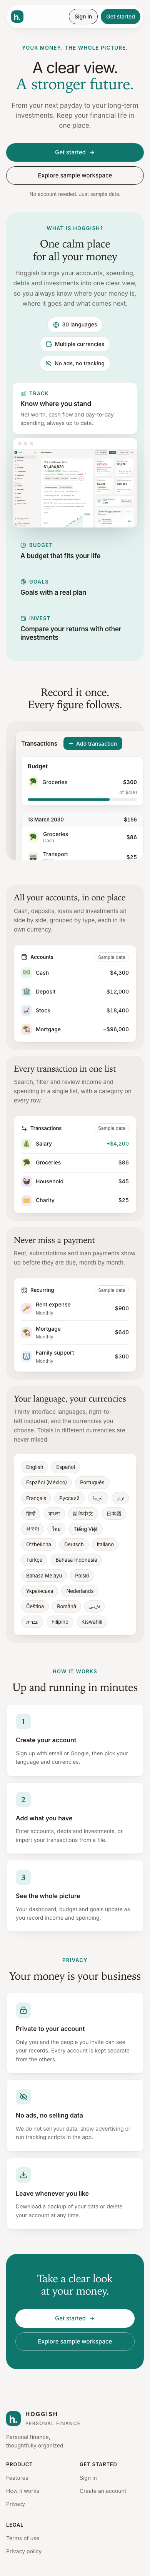 h.
Sign in
Get started
YOUR MONEY. THE WHOLE PICTURE.
A clear view.
A stronger future.
From your next payday to your long-term investments. Keep your financial life in one place.
Get started →
Explore sample workspace
No account needed. Just sample data.
WHAT IS HOGGISH?
One calm place
for all your money
Hoggish brings your accounts, spending,
debts and investments into one clear view,
so you always know where your money is,
where it goes and what comes next.
30 languages
Multiple currencies
No ads, no tracking
TRACK
Know where you stand
Net worth, cash flow and day-to-day
spending, always up to date.
$1,484,920
BUDGET
A budget that fits your life
GOALS
Goals with a real plan
INVEST
Compare your returns with other
investments
Record it once.
Every figure follows.
Transactions
+ Add transaction
Budget
Groceries
$300
of $400
13 March 2030
$156
Groceries
$86
Cash
Transport
$25
All your accounts, in one place
Cash, deposits, loans and investments sit
side by side, grouped by type, each in its
own currency.
Accounts
Sample data
Cash
$4,300
Deposit
$12,000
Stock
$18,400
Mortgage
−$96,000
Every transaction in one list
Search, filter and review income and
spending in a single list, with a category on
every row.
Transactions
Sample data
Salary
+$4,200
Groceries
$86
Household
$45
Charity
$25
Never miss a payment
Rent, subscriptions and loan payments show
up before they are due, month by month.
Recurring
Sample data
Rent expense
$900
Monthly
Mortgage
$640
Monthly
Family support
$300
Monthly
Your language, your currencies
Thirty interface languages, right-to-
left included, and the currencies you
choose. Totals in different currencies are
never mixed.
English
Español
Español (México)
Português
Français
Русский
العربية
اردو
हिन्दी
বাংলা
简体中文
日本語
한국어
ไทย
Tiếng Việt
O'zbekcha
Deutsch
Italiano
Türkçe
Bahasa Indonesia
Bahasa Melayu
Polski
Українська
Nederlands
Čeština
Română
فارسی
עברית
Filipino
Kiswahili
HOW IT WORKS
Up and running in minutes
1
Create your account
Sign up with email or Google, then pick your
language and currencies.
2
Add what you have
Enter accounts, debts and investments, or
import your transactions from a file.
3
See the whole picture
Your dashboard, budget and goals update as
you record income and spending.
PRIVACY
Your money is your business
Private to your account
Only you and the people you invite can see
your records. Every account is kept separate
from the others.
No ads, no selling data
We do not sell your data, show advertising or
run tracking scripts in the app.
Leave whenever you like
Download a backup of your data or delete
your account at any time.
Take a clear look
at your money.
Get started →
Explore sample workspace
h.
HOGGISH
PERSONAL FINANCE
Personal finance,
thoughtfully organized.
PRODUCT
GET STARTED
Features
Sign in
How it works
Create an account
Privacy
LEGAL
Terms of use
Privacy policy